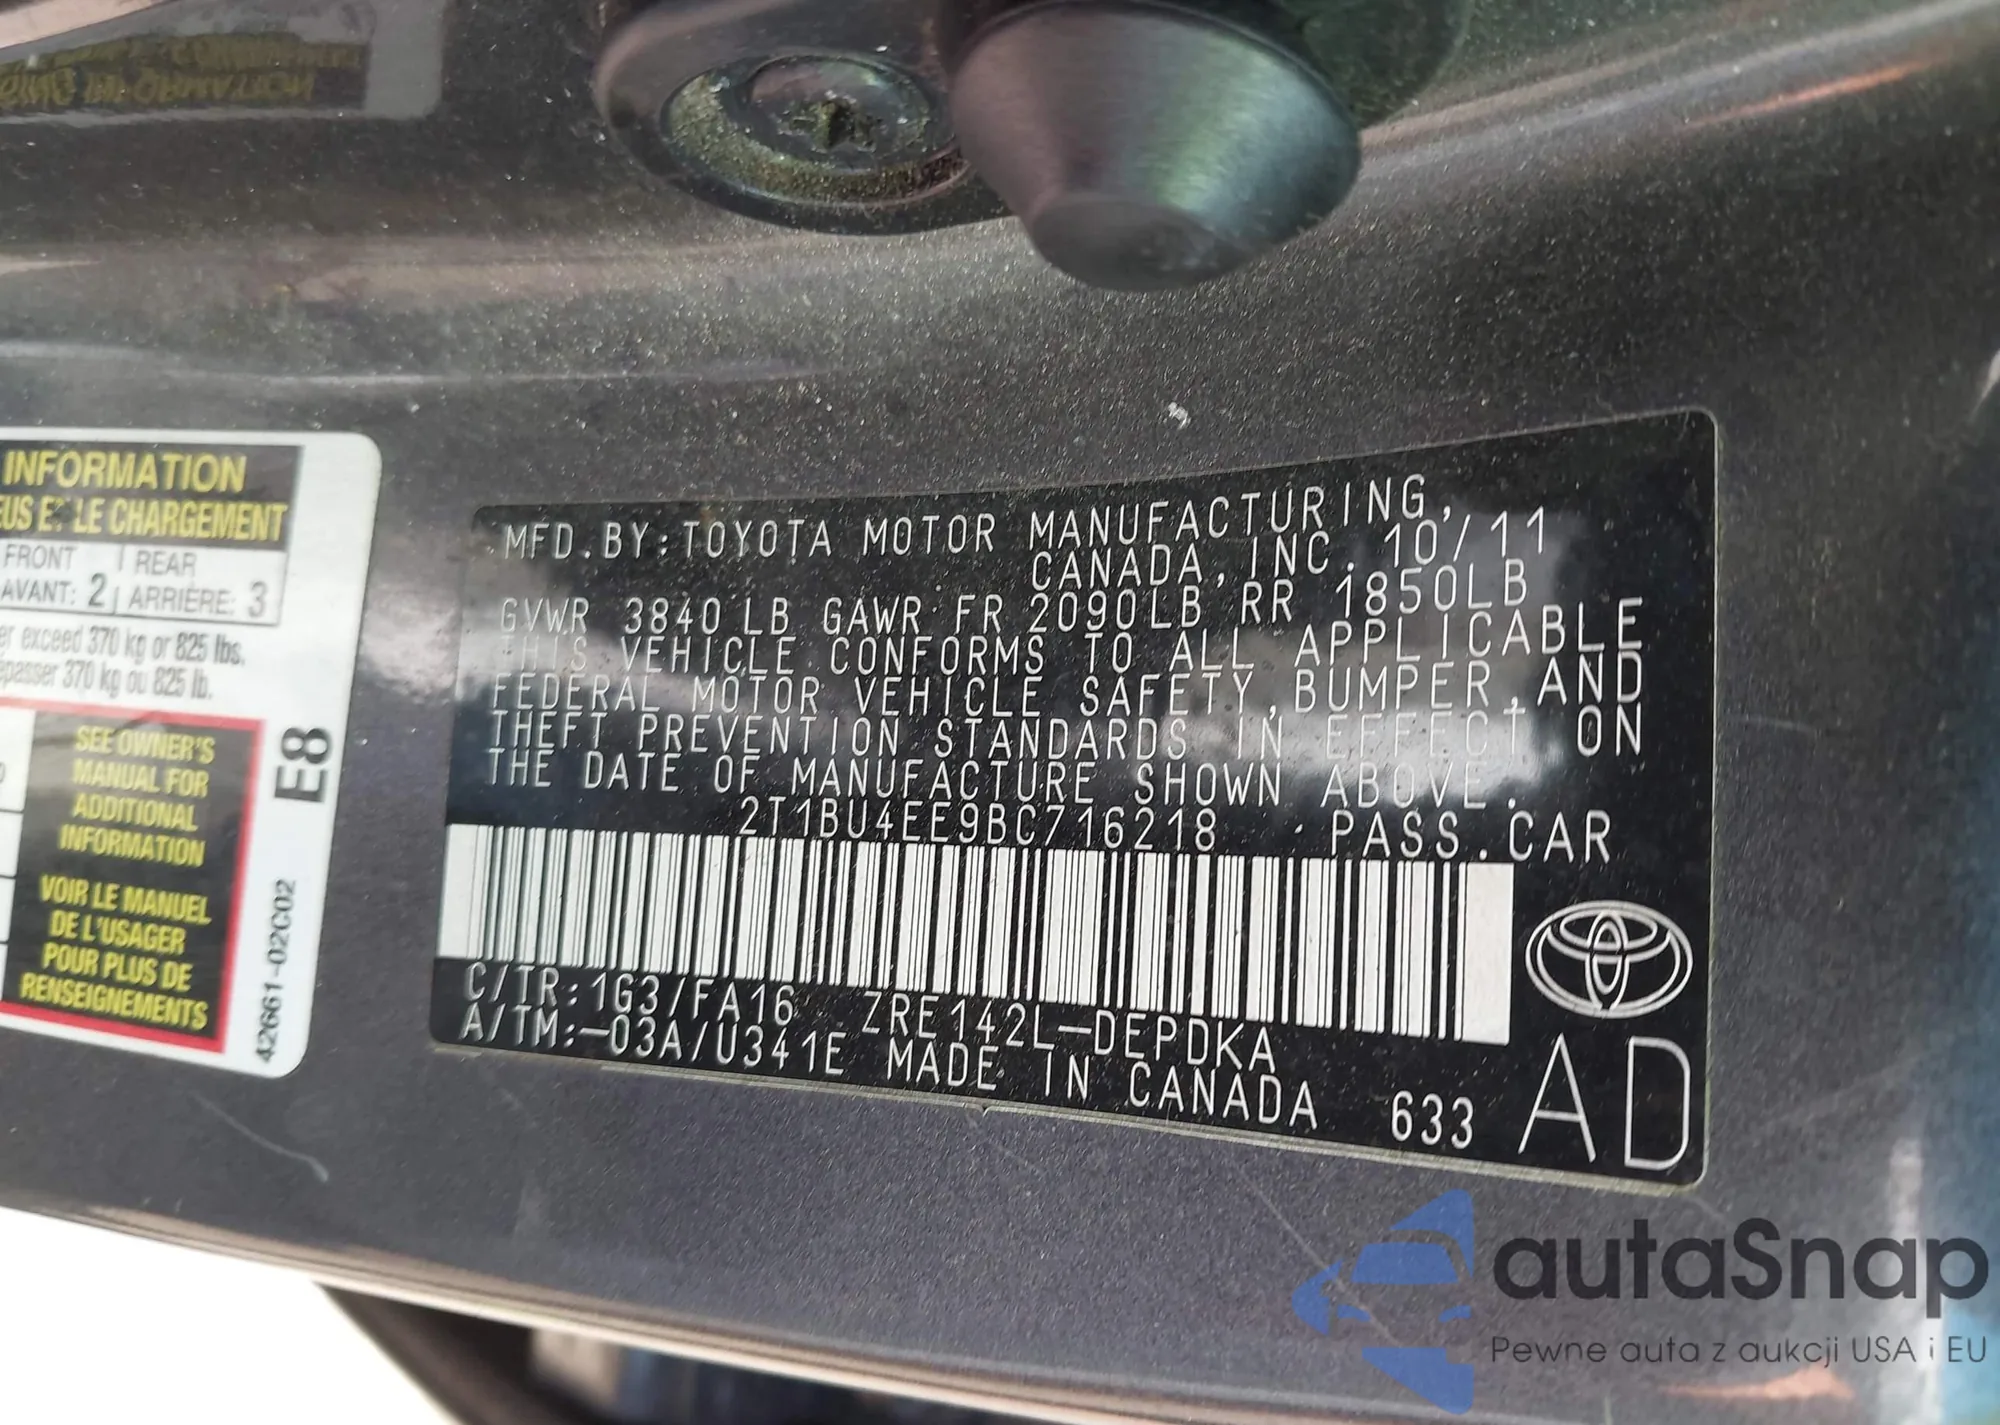 INFORMATION
EUS ET LE CHARGEMENT
FRONT REAR
AVANT: 2 ARRIÈRE: 3
exceed 370 kg or 825 lbs.
370 kg ou 825 lb.
SEE OWNER'S
MANUAL FOR
ADDITIONAL
INFORMATION
VOIR LE MANUEL
DE L'USAGER
POUR PLUS DE
RENSEIGNEMENTS
E8
42661-02C02
MFD.BY:TOYOTA MOTOR MANUFACTURING,
CANADA,INC. 10/11
GVWR 3840 LB GAWR FR 2090LB RR 1850LB
THIS VEHICLE CONFORMS TO ALL APPLICABLE
FEDERAL MOTOR VEHICLE SAFETY,BUMPER,AND
THEFT PREVENTION STANDARDS IN EFFECT ON
THE DATE OF MANUFACTURE SHOWN ABOVE.
2T1BU4EE9BC716218 PASS.CAR
C/TR:1G3/FA16 ZRE142L-DEPDKA
A/TM:-03A/U341E MADE IN CANADA 633
AD
autaSnap
Pewne auta z aukcji USA i EU